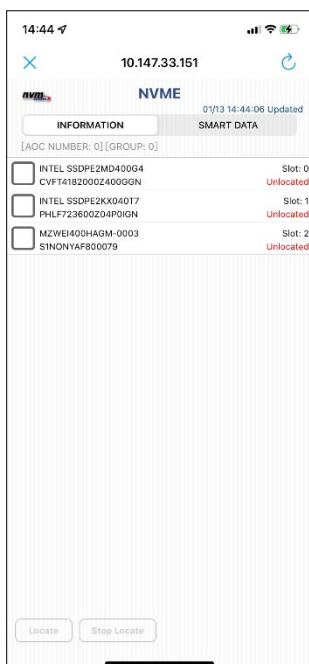 14:44
10.147.33.151
nvm
NVME
01/13 14:44:06 Updated
INFORMATION
SMART DATA
[AOC NUMBER: 0] [GROUP: 0]
INTEL SSDPE2MD400G4
Slot: 0
CVFT4182000Z400GGN
Unlocated
INTEL SSDPE2KX040T7
Slot: 1
PHLF723600Z04P0IGN
Unlocated
MZWEI400HAGM-0003
Slot: 2
S1NONYAF800079
Unlocated
Locate
Stop Locate